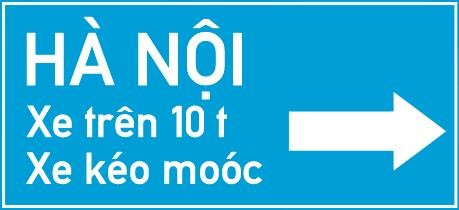 HÀ NỘI
Xe trên 10 t
Xe kéo moóc